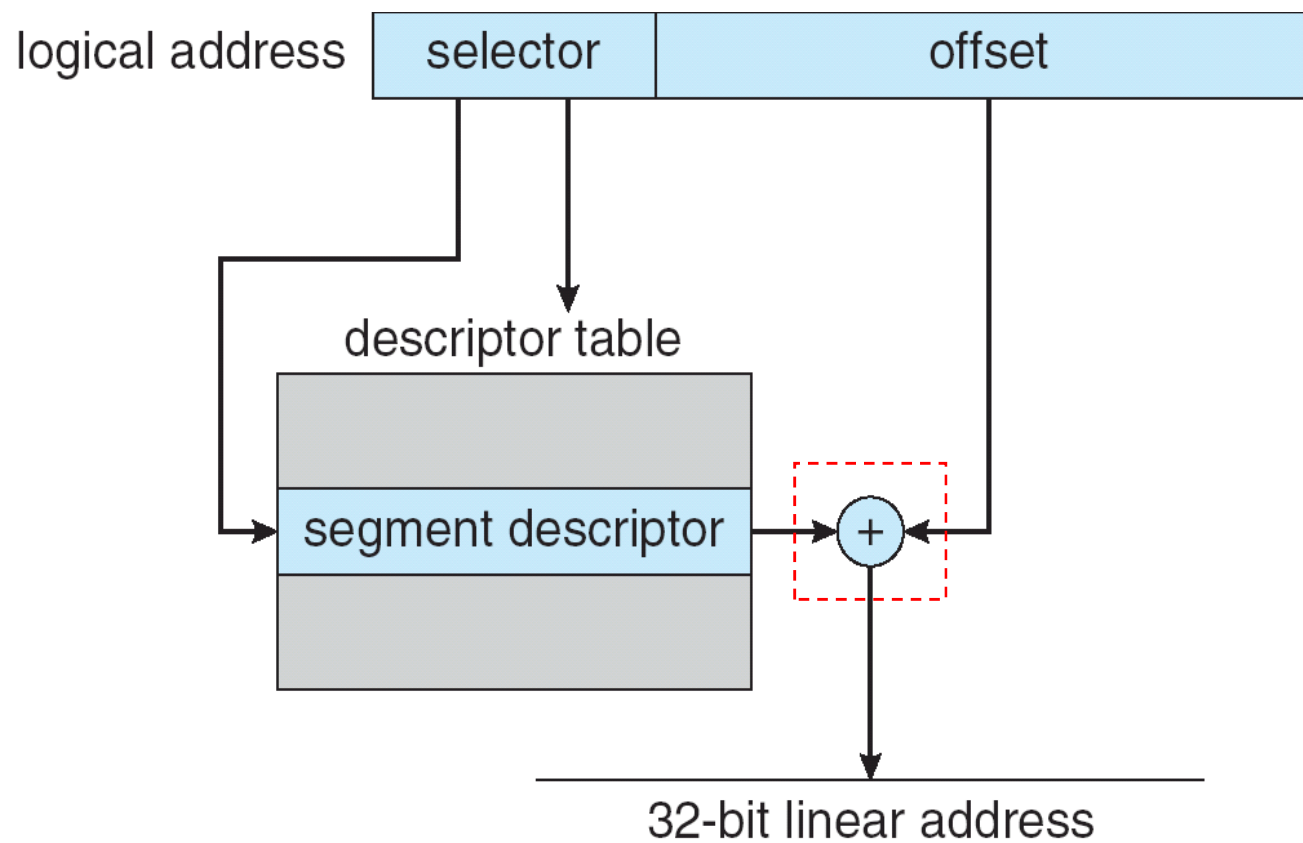 logical address selector offset
descriptor table
segment descriptor +
32-bit linear address